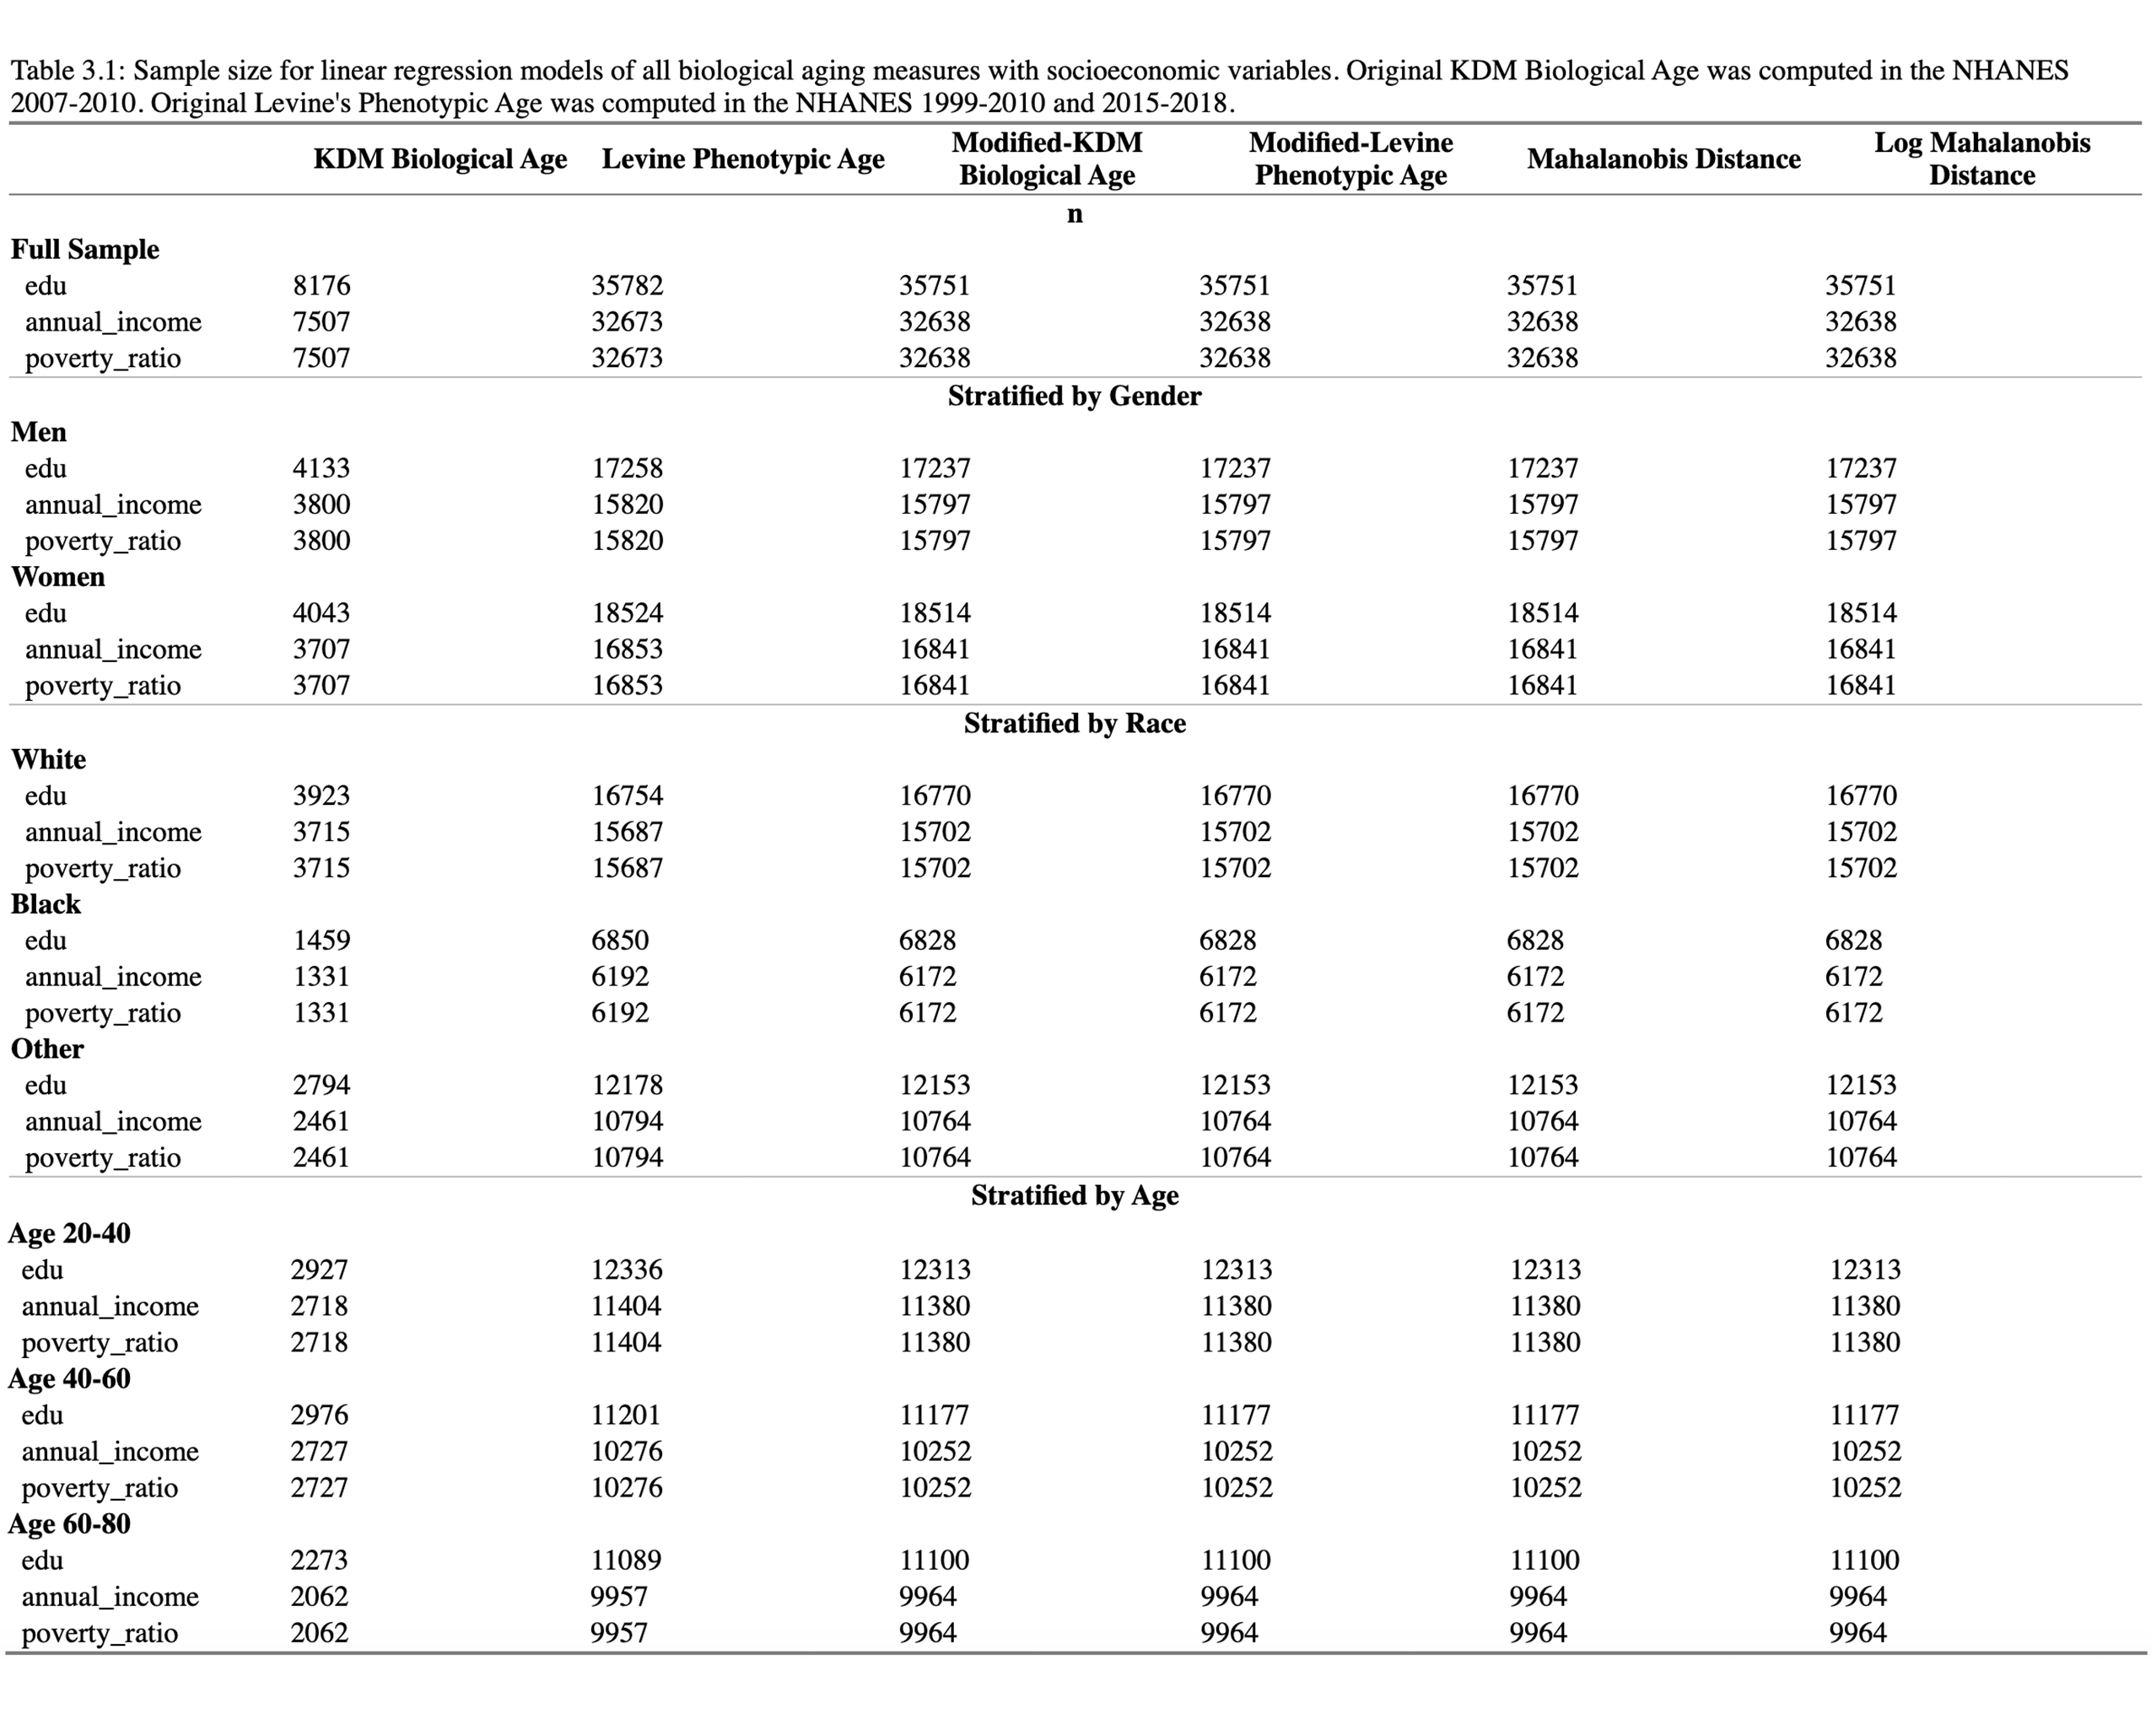 Table 3.1: Sample size for linear regression models of all biological aging measures with socioeconomic variables. Original KDM Biological Age was computed in the NHANES
2007-2010. Original Levine's Phenotypic Age was computed in the NHANES 1999-2010 and 2015-2018.
KDM Biological Age Levine Phenotypic Age Modified-KDM Biological Age Modified-Levine Phenotypic Age Mahalanobis Distance Log Mahalanobis Distance
n
Full Sample
edu 8176 35782 35751 35751 35751 35751
annual_income 7507 32673 32638 32638 32638 32638
poverty_ratio 7507 32673 32638 32638 32638 32638
Stratified by Gender
Men
edu 4133 17258 17237 17237 17237 17237
annual_income 3800 15820 15797 15797 15797 15797
poverty_ratio 3800 15820 15797 15797 15797 15797
Women
edu 4043 18524 18514 18514 18514 18514
annual_income 3707 16853 16841 16841 16841 16841
poverty_ratio 3707 16853 16841 16841 16841 16841
Stratified by Race
White
edu 3923 16754 16770 16770 16770 16770
annual_income 3715 15687 15702 15702 15702 15702
poverty_ratio 3715 15687 15702 15702 15702 15702
Black
edu 1459 6850 6828 6828 6828 6828
annual_income 1331 6192 6172 6172 6172 6172
poverty_ratio 1331 6192 6172 6172 6172 6172
Other
edu 2794 12178 12153 12153 12153 12153
annual_income 2461 10794 10764 10764 10764 10764
poverty_ratio 2461 10794 10764 10764 10764 10764
Stratified by Age
Age 20-40
edu 2927 12336 12313 12313 12313 12313
annual_income 2718 11404 11380 11380 11380 11380
poverty_ratio 2718 11404 11380 11380 11380 11380
Age 40-60
edu 2976 11201 11177 11177 11177 11177
annual_income 2727 10276 10252 10252 10252 10252
poverty_ratio 2727 10276 10252 10252 10252 10252
Age 60-80
edu 2273 11089 11100 11100 11100 11100
annual_income 2062 9957 9964 9964 9964 9964
poverty_ratio 2062 9957 9964 9964 9964 9964